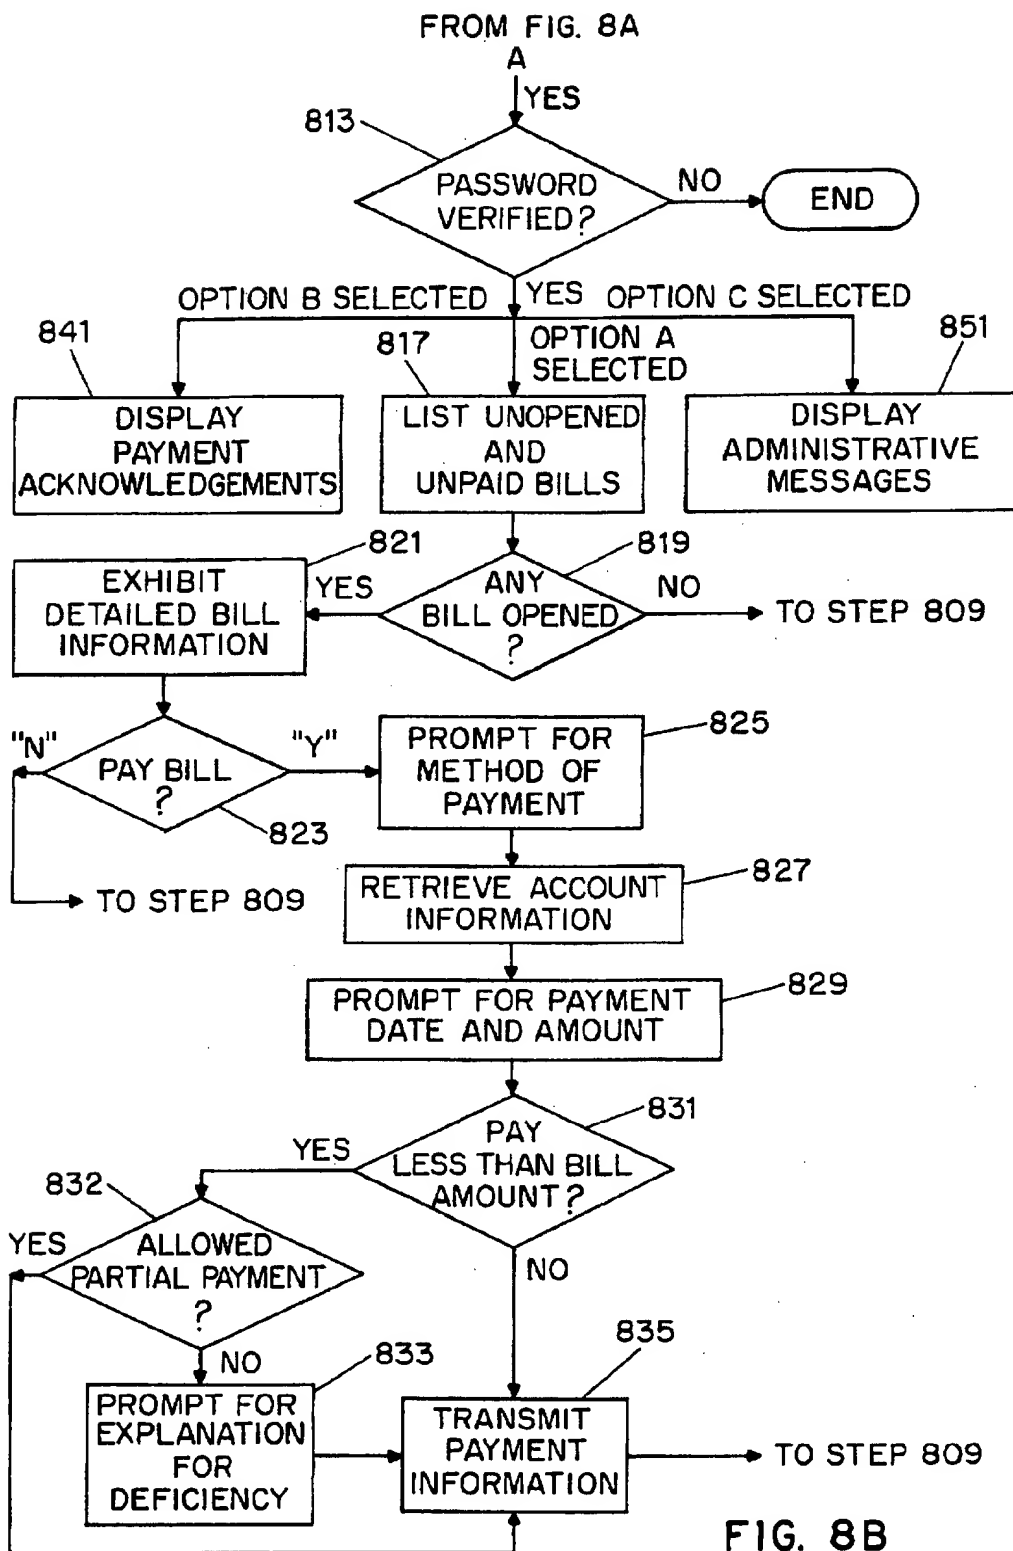 FROM FIG. 8A
A
YES
813
PASSWORD
VERIFIED?
NO
END
OPTION B SELECTED
YES
OPTION C SELECTED
841
817
OPTION A
SELECTED
851
DISPLAY
PAYMENT
ACKNOWLEDGEMENTS
LIST UNOPENED
AND
UNPAID BILLS
DISPLAY
ADMINISTRATIVE
MESSAGES
821
819
EXHIBIT
DETAILED BILL
INFORMATION
YES
ANY
BILL OPENED
?
NO
TO STEP 809
"N"
PAY BILL
?
"Y"
823
PROMPT FOR
METHOD OF
PAYMENT
825
TO STEP 809
RETRIEVE ACCOUNT
INFORMATION
827
PROMPT FOR PAYMENT
DATE AND AMOUNT
829
831
PAY
LESS THAN BILL
AMOUNT?
YES
832
YES
ALLOWED
PARTIAL PAYMENT
?
NO
NO
833
835
PROMPT FOR
EXPLANATION
FOR
DEFICIENCY
TRANSMIT
PAYMENT
INFORMATION
TO STEP 809
FIG. 8B